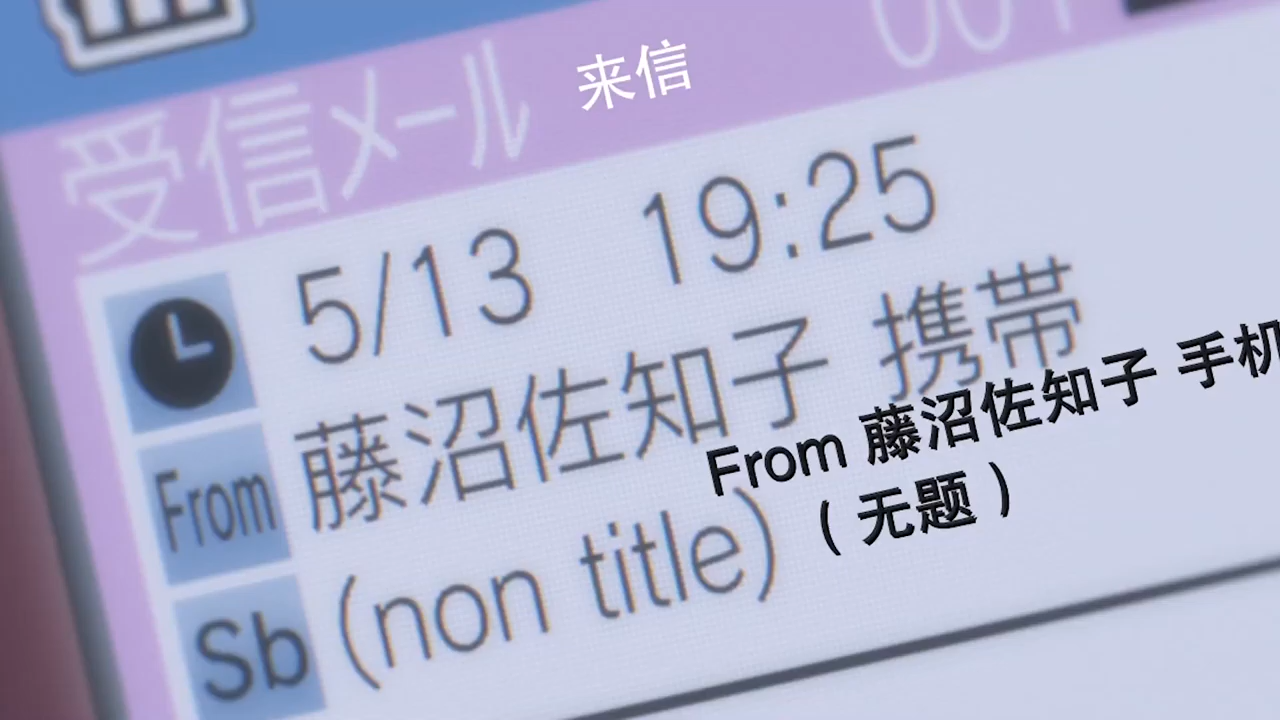 受信メール 来信 001
5/13 19:25
From 藤沼佐知子 携帯
From 藤沼佐知子 手机
Sb (non title)
（无题）